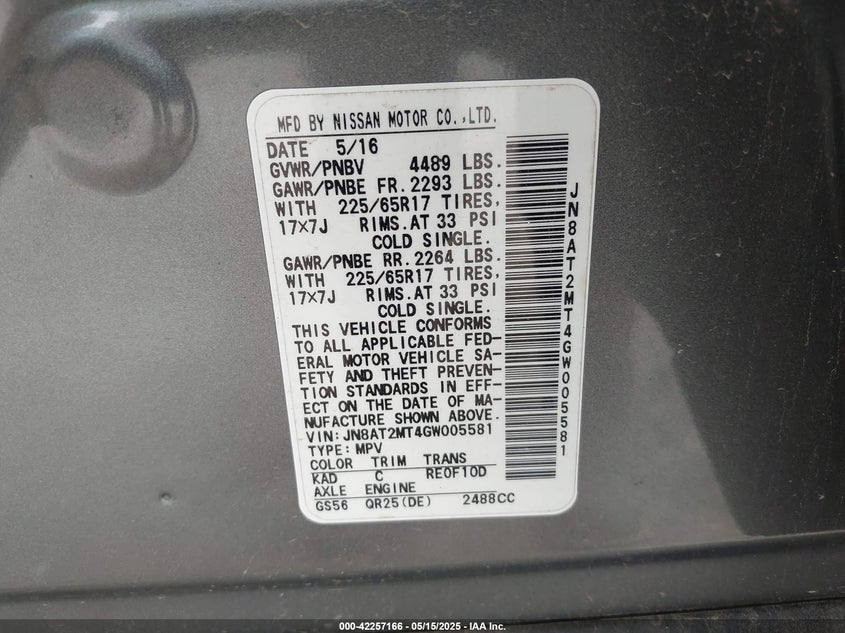 MFD BY NISSAN MOTOR CO.,LTD.
DATE 5/16
GVWR/PNBV 4489 LBS.
GAWR/PNBE FR. 2293 LBS.
WITH 225/65R17 TIRES,
17×7J RIMS.AT 33 PSI
COLD SINGLE.
GAWR/PNBE RR. 2264 LBS.
WITH 225/65R17 TIRES,
17×7J RIMS.AT 33 PSI
COLD SINGLE.
THIS VEHICLE CONFORMS
TO ALL APPLICABLE FED-
ERAL MOTOR VEHICLE SA-
FETY AND THEFT PREVEN-
TION STANDARDS IN EFF-
ECT ON THE DATE OF MA-
NUFACTURE SHOWN ABOVE.
VIN:JN8AT2MT4GW005581
TYPE:MPV
COLOR TRIM TRANS
KAD C RE0F10D
AXLE ENGINE
GS56 QR25(DE) 2488CC
JN8AT2MT4GW005581
000-42257166 - 05/15/2025 - IAA Inc.